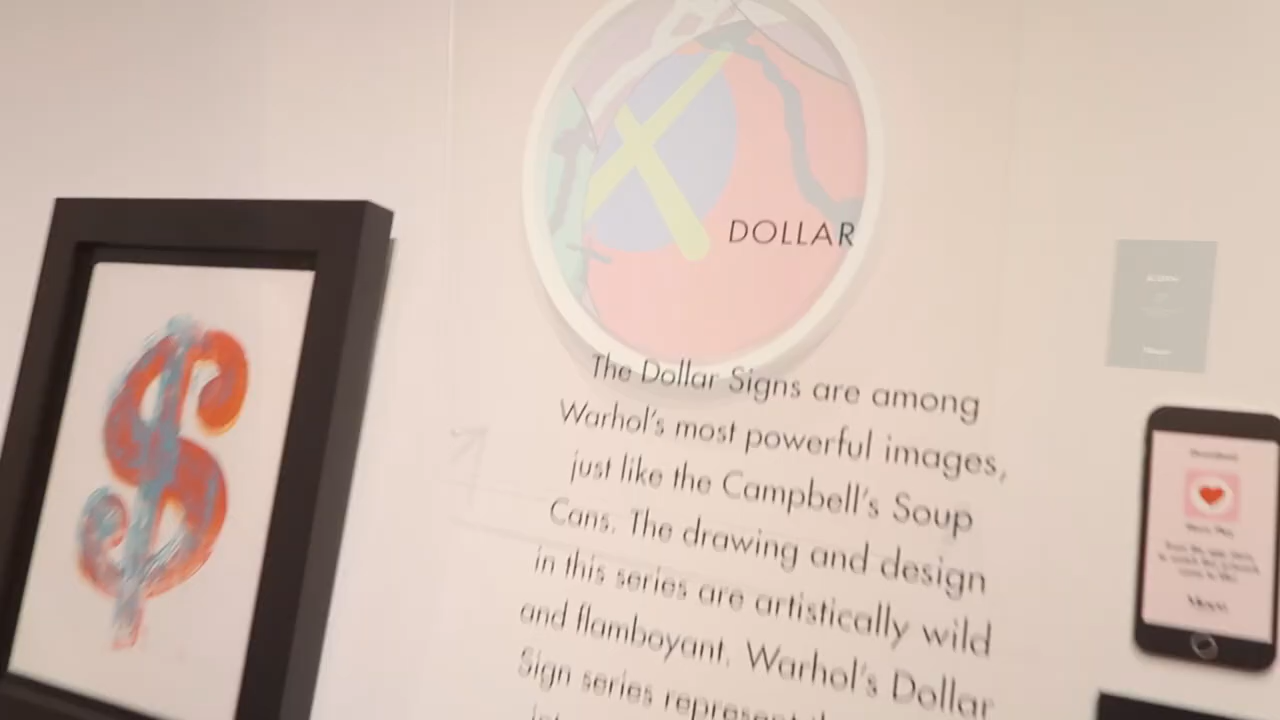 DOLLAR
The Dollar Signs are among
Warhol's most powerful images,
just like the Campbell's Soup
Cans. The drawing and design
in this series are artistically wild
and flamboyant. Warhol's Dollar
Sign series represent